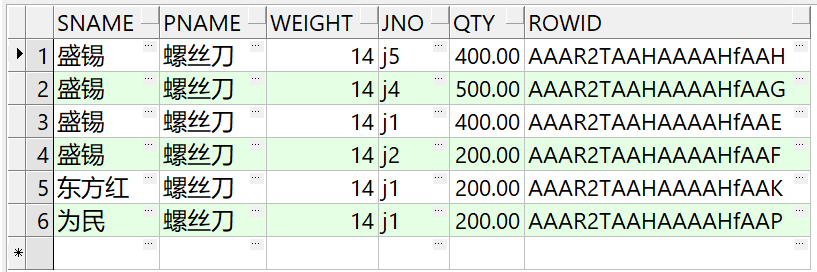 SNAME PNAME WEIGHT JNO QTY ROWID
1 盛锡 螺丝刀 14 j5 400.00 AAAR2TAAHAAAAHfAAH
2 盛锡 螺丝刀 14 j4 500.00 AAAR2TAAHAAAAHfAAG
3 盛锡 螺丝刀 14 j1 400.00 AAAR2TAAHAAAAHfAAE
4 盛锡 螺丝刀 14 j2 200.00 AAAR2TAAHAAAAHfAAF
5 东方红 螺丝刀 14 j1 200.00 AAAR2TAAHAAAAHfAAK
6 为民 螺丝刀 14 j1 200.00 AAAR2TAAHAAAAHfAAP
*